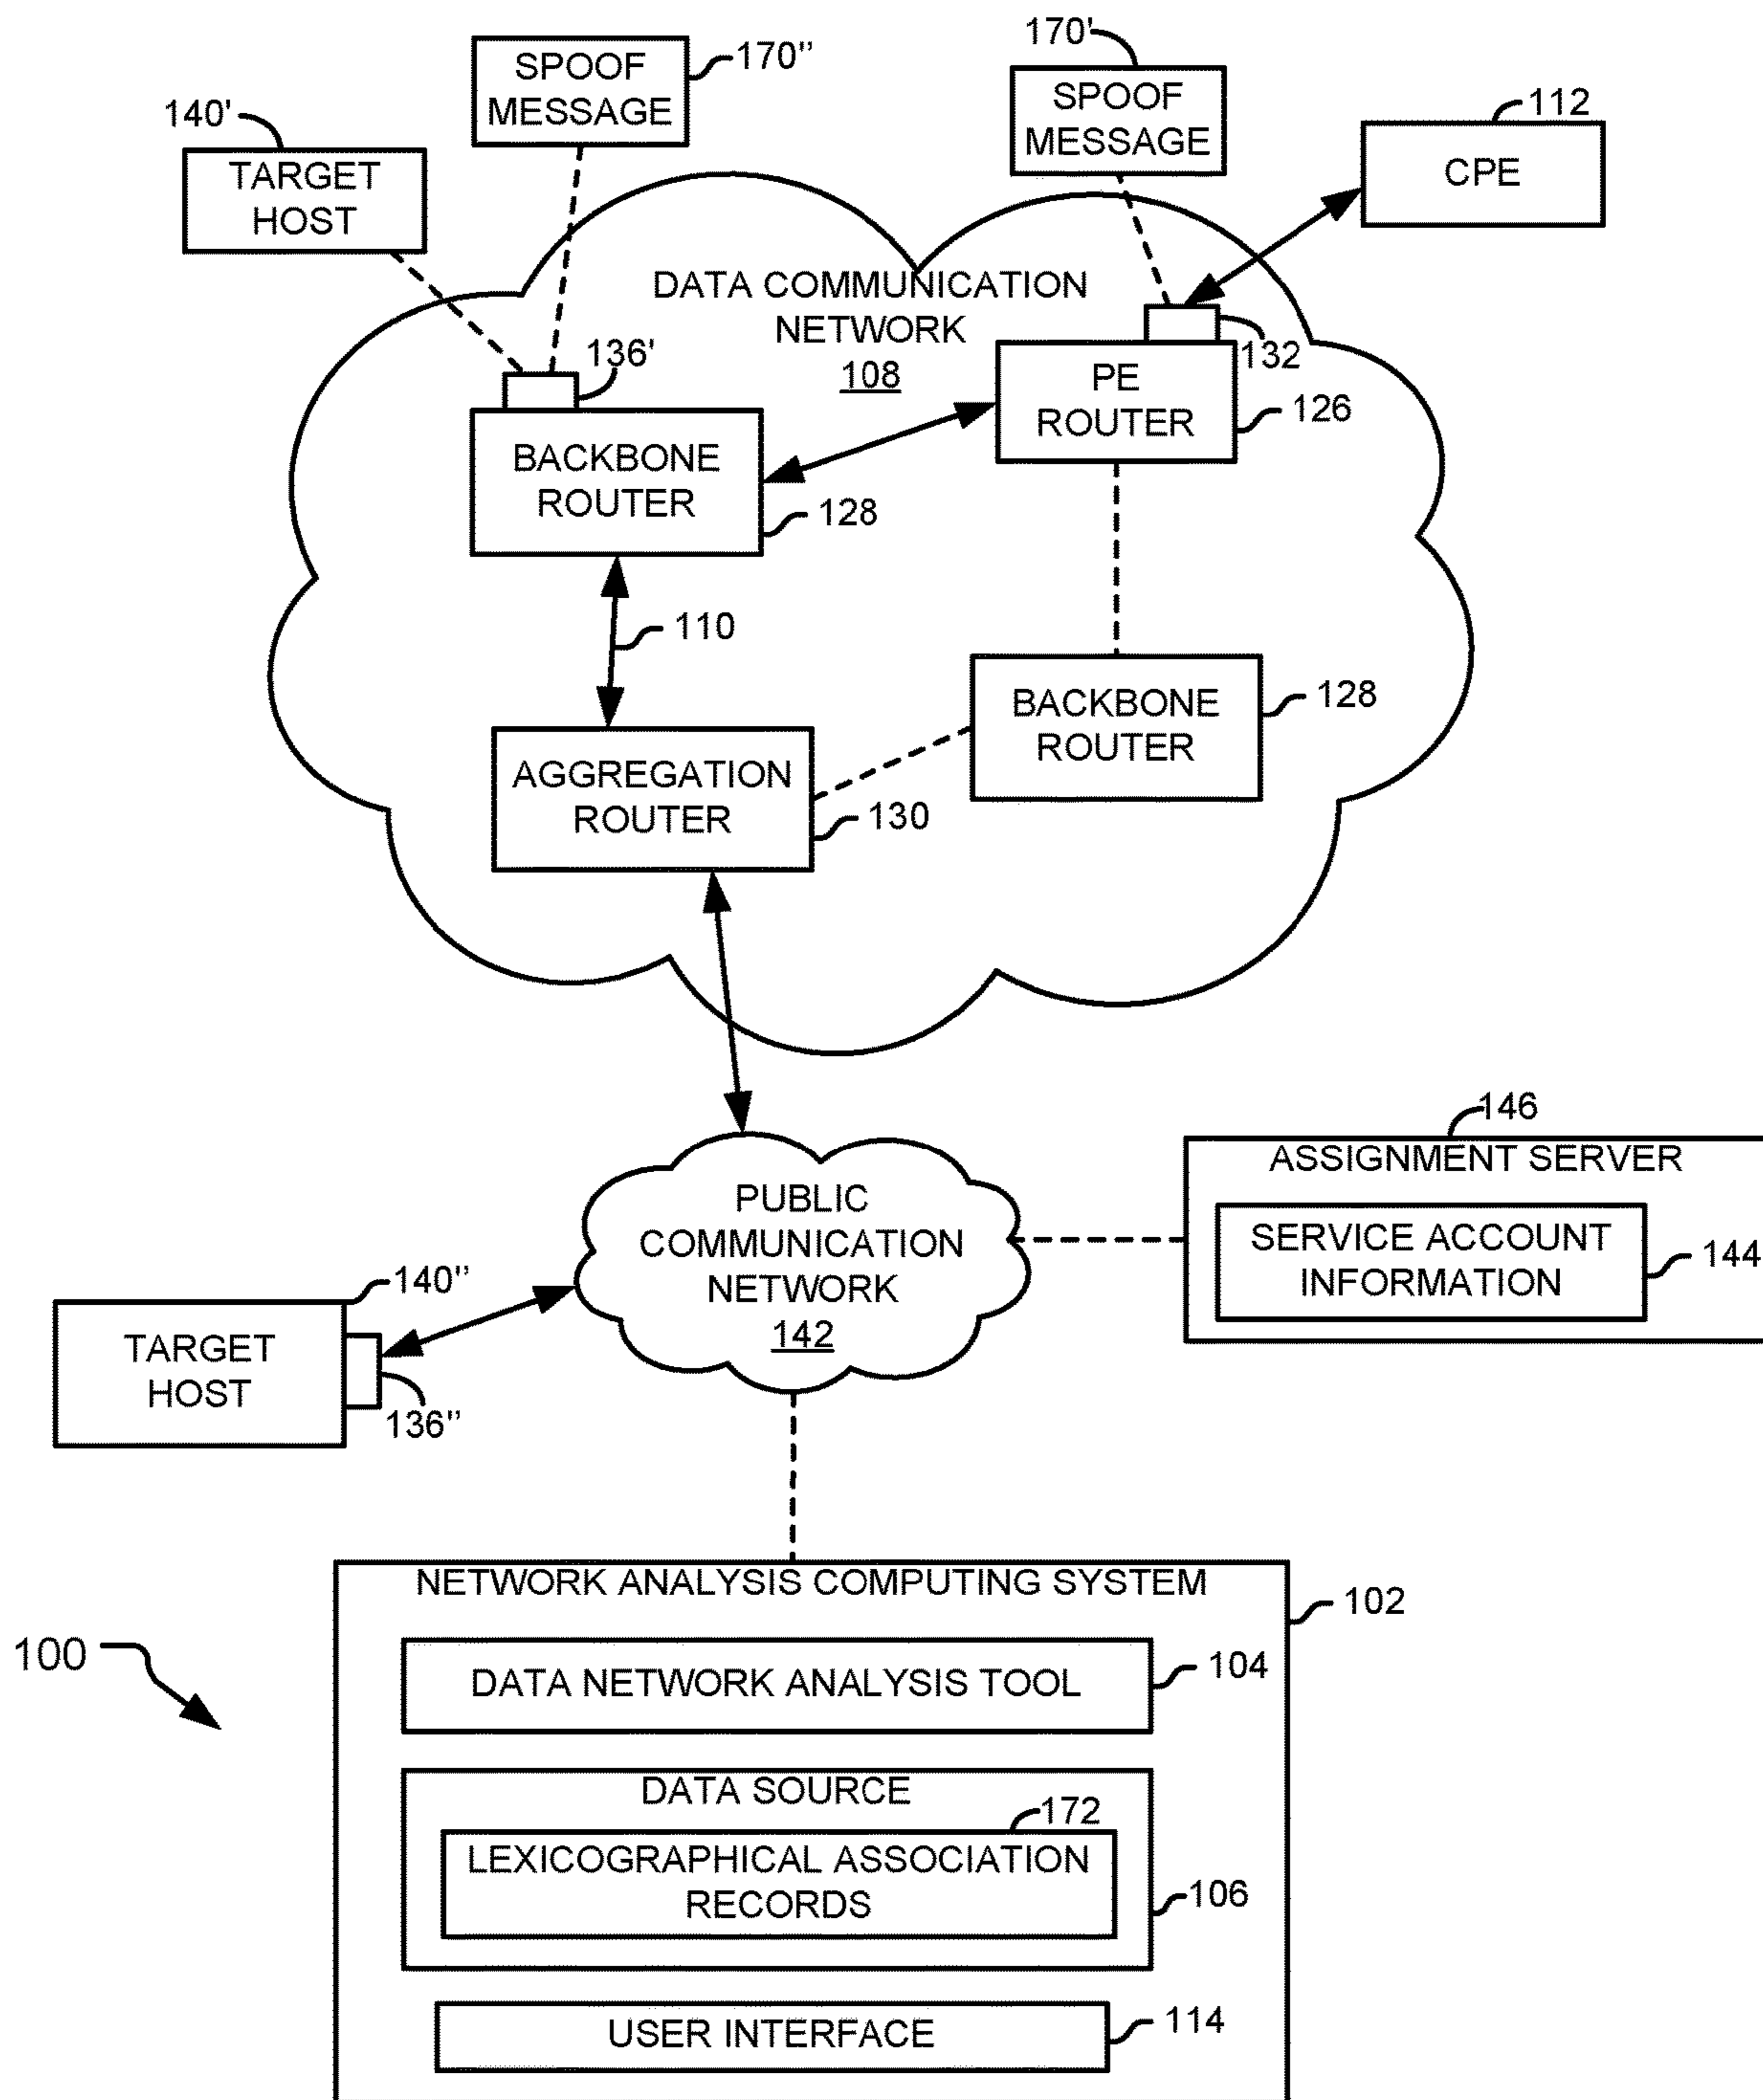 170'
170''
SPOOF
MESSAGE
SPOOF
MESSAGE
140'
112
TARGET
HOST
CPE
DATA COMMUNICATION
NETWORK
108
136'
132
PE
ROUTER
126
BACKBONE
ROUTER
128
110
BACKBONE
ROUTER
128
AGGREGATION
ROUTER
130
146
ASSIGNMENT SERVER
PUBLIC
COMMUNICATION
NETWORK
142
SERVICE ACCOUNT
INFORMATION
144
140''
TARGET
HOST
136''
NETWORK ANALYSIS COMPUTING SYSTEM
102
100
DATA NETWORK ANALYSIS TOOL
104
DATA SOURCE
172
LEXICOGRAPHICAL ASSOCIATION
RECORDS
106
USER INTERFACE
114